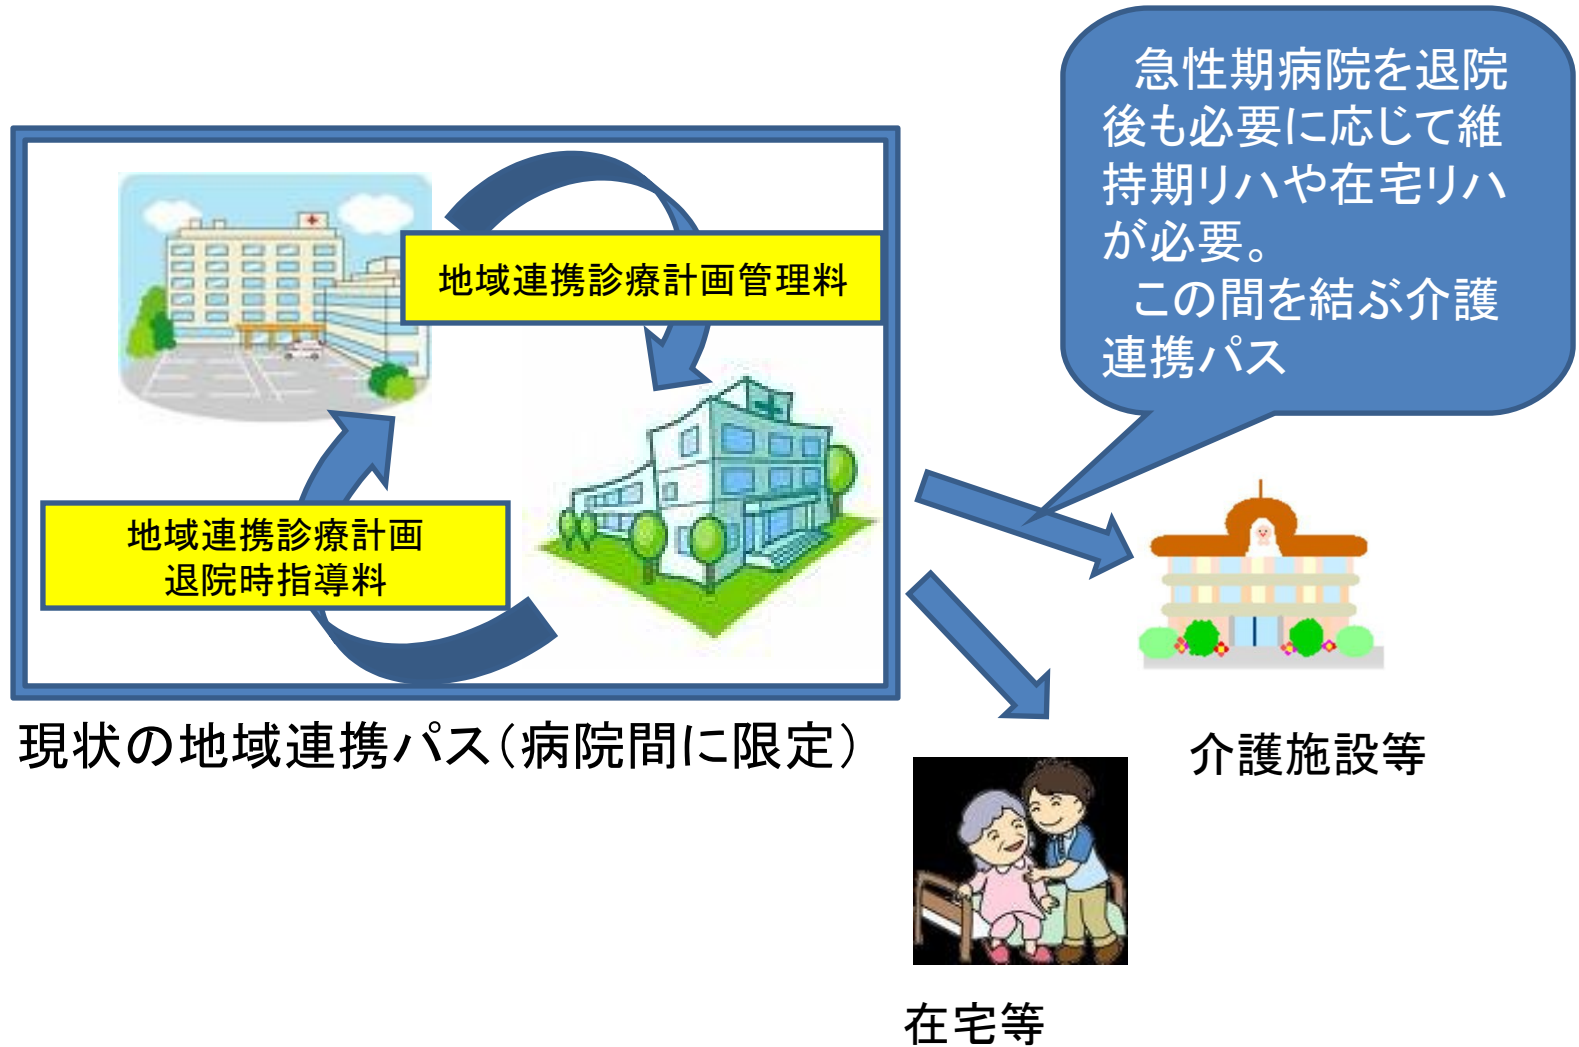 急性期病院を退院
後も必要に応じて維
持期リハや在宅リハ
が必要。
この間を結ぶ介護
連携パス
地域連携診療計画管理料
地域連携診療計画
退院時指導料
現状の地域連携パス（病院間に限定）
介護施設等
在宅等